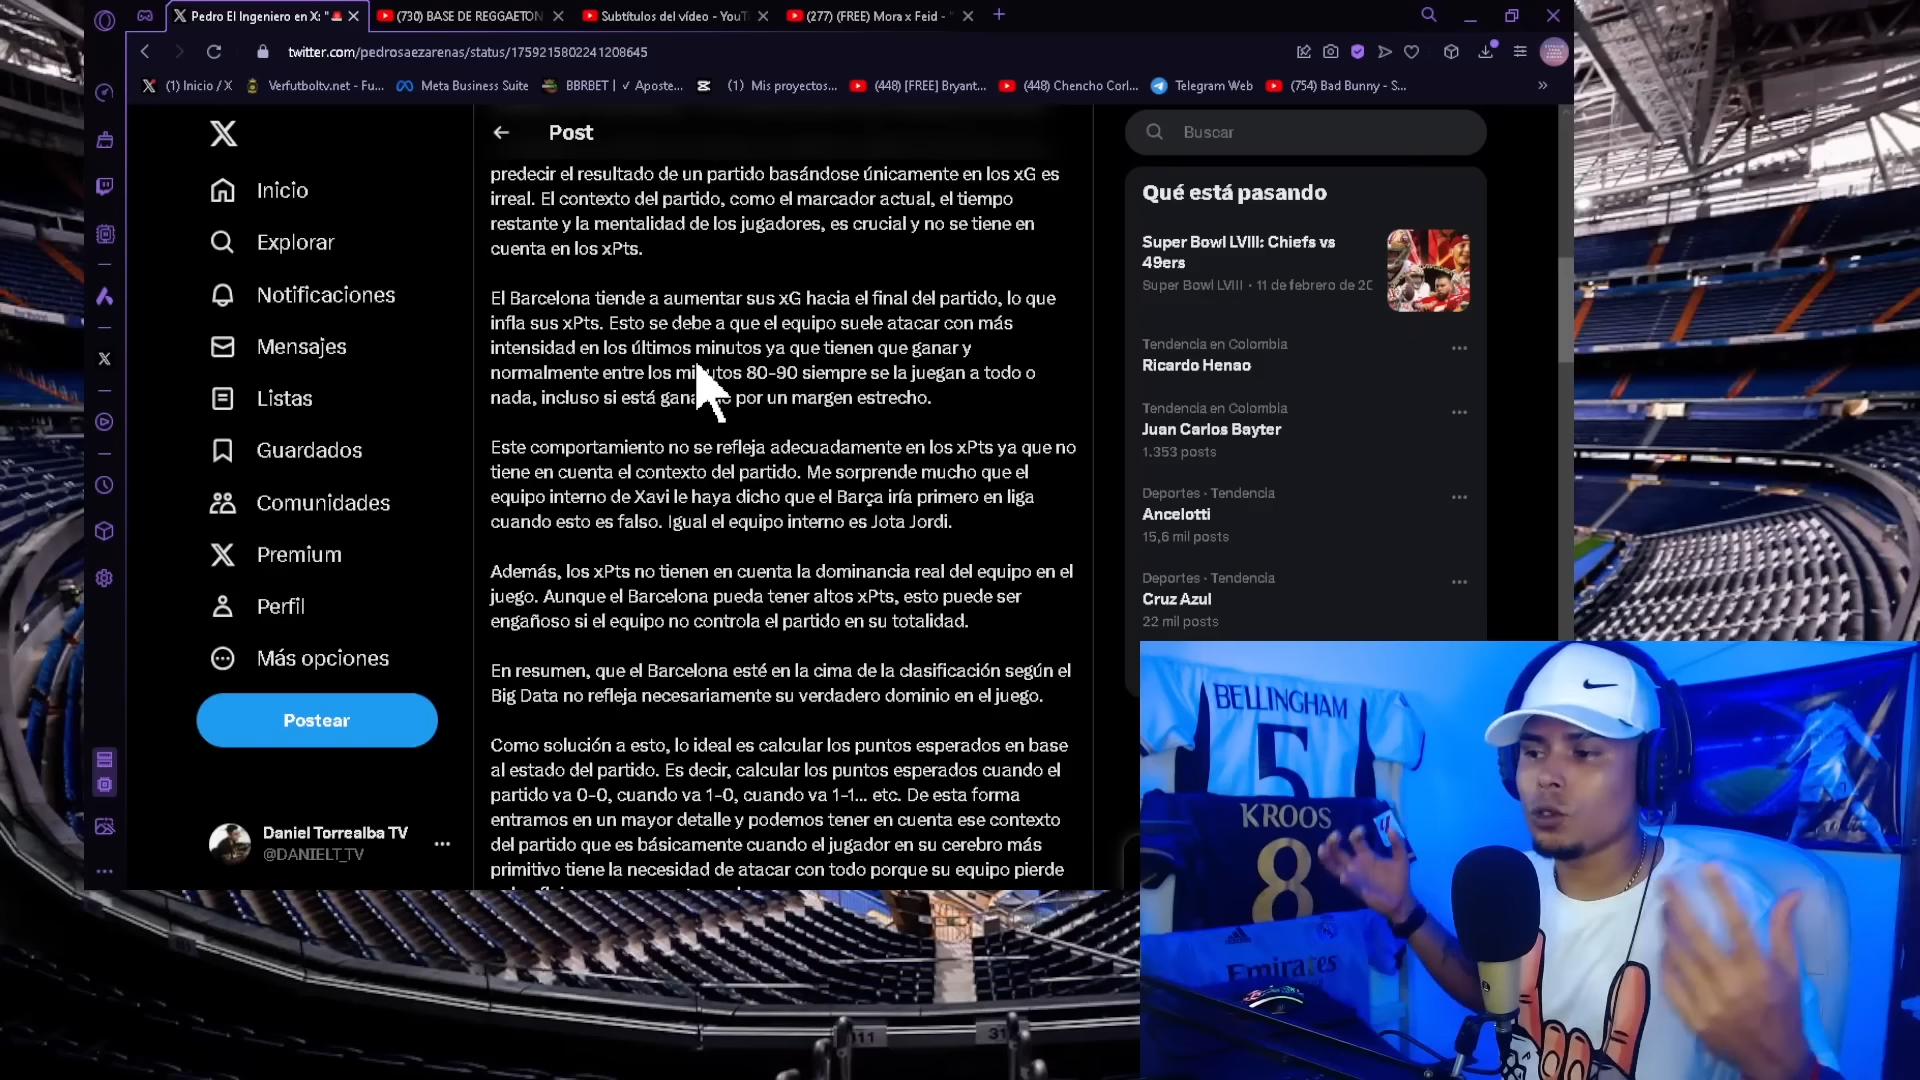 Pedro El Ingeniero en X: "
(730) BASE DE REGGAETON
Subtítulos del vídeo - YouT
(277) (FREE) Mora x Feid -
twitter.com/pedrosaezarenas/status/1759215802241208645
(1) Inicio / X
Verfutboltv.net - Fu...
Meta Business Suite
BBRBET | ✓ Aposte...
(1) Mis proyectos...
(448) [FREE] Bryant...
(448) Chencho Corl...
Telegram Web
(754) Bad Bunny - S...
Inicio
Explorar
Notificaciones
Mensajes
Listas
Guardados
Comunidades
Premium
Perfil
Más opciones
Postear
Daniel Torrealba TV
@DANIELT_TV
Post
predecir el resultado de un partido basándose únicamente en los xG es
irreal. El contexto del partido, como el marcador actual, el tiempo
restante y la mentalidad de los jugadores, es crucial y no se tiene en
cuenta en los xPts.
El Barcelona tiende a aumentar sus xG hacia el final del partido, lo que
infla sus xPts. Esto se debe a que el equipo suele atacar con más
intensidad en los últimos minutos ya que tienen que ganar y
normalmente entre los minutos 80-90 siempre se la juegan a todo o
nada, incluso si está gana por un margen estrecho.
Este comportamiento no se refleja adecuadamente en los xPts ya que no
tiene en cuenta el contexto del partido. Me sorprende mucho que el
equipo interno de Xavi le haya dicho que el Barça iría primero en liga
cuando esto es falso. Igual el equipo interno es Jota Jordi.
Además, los xPts no tienen en cuenta la dominancia real del equipo en el
juego. Aunque el Barcelona pueda tener altos xPts, esto puede ser
engañoso si el equipo no controla el partido en su totalidad.
En resumen, que el Barcelona esté en la cima de la clasificación según el
Big Data no refleja necesariamente su verdadero dominio en el juego.
Como solución a esto, lo ideal es calcular los puntos esperados en base
al estado del partido. Es decir, calcular los puntos esperados cuando el
partido va 0-0, cuando va 1-0, cuando va 1-1... etc. De esta forma
entramos en un mayor detalle y podemos tener en cuenta ese contexto
del partido que es básicamente cuando el jugador en su cerebro más
primitivo tiene la necesidad de atacar con todo porque su equipo pierde
Buscar
Qué está pasando
Super Bowl LVIII: Chiefs vs
49ers
Super Bowl LVIII · 11 de febrero de 20
Tendencia en Colombia
Ricardo Henao
Tendencia en Colombia
Juan Carlos Bayter
1.353 posts
Deportes · Tendencia
Ancelotti
15,6 mil posts
Deportes · Tendencia
Cruz Azul
22 mil posts
BELLINGHAM
5
KROOS
8
adidas
Emirates
311